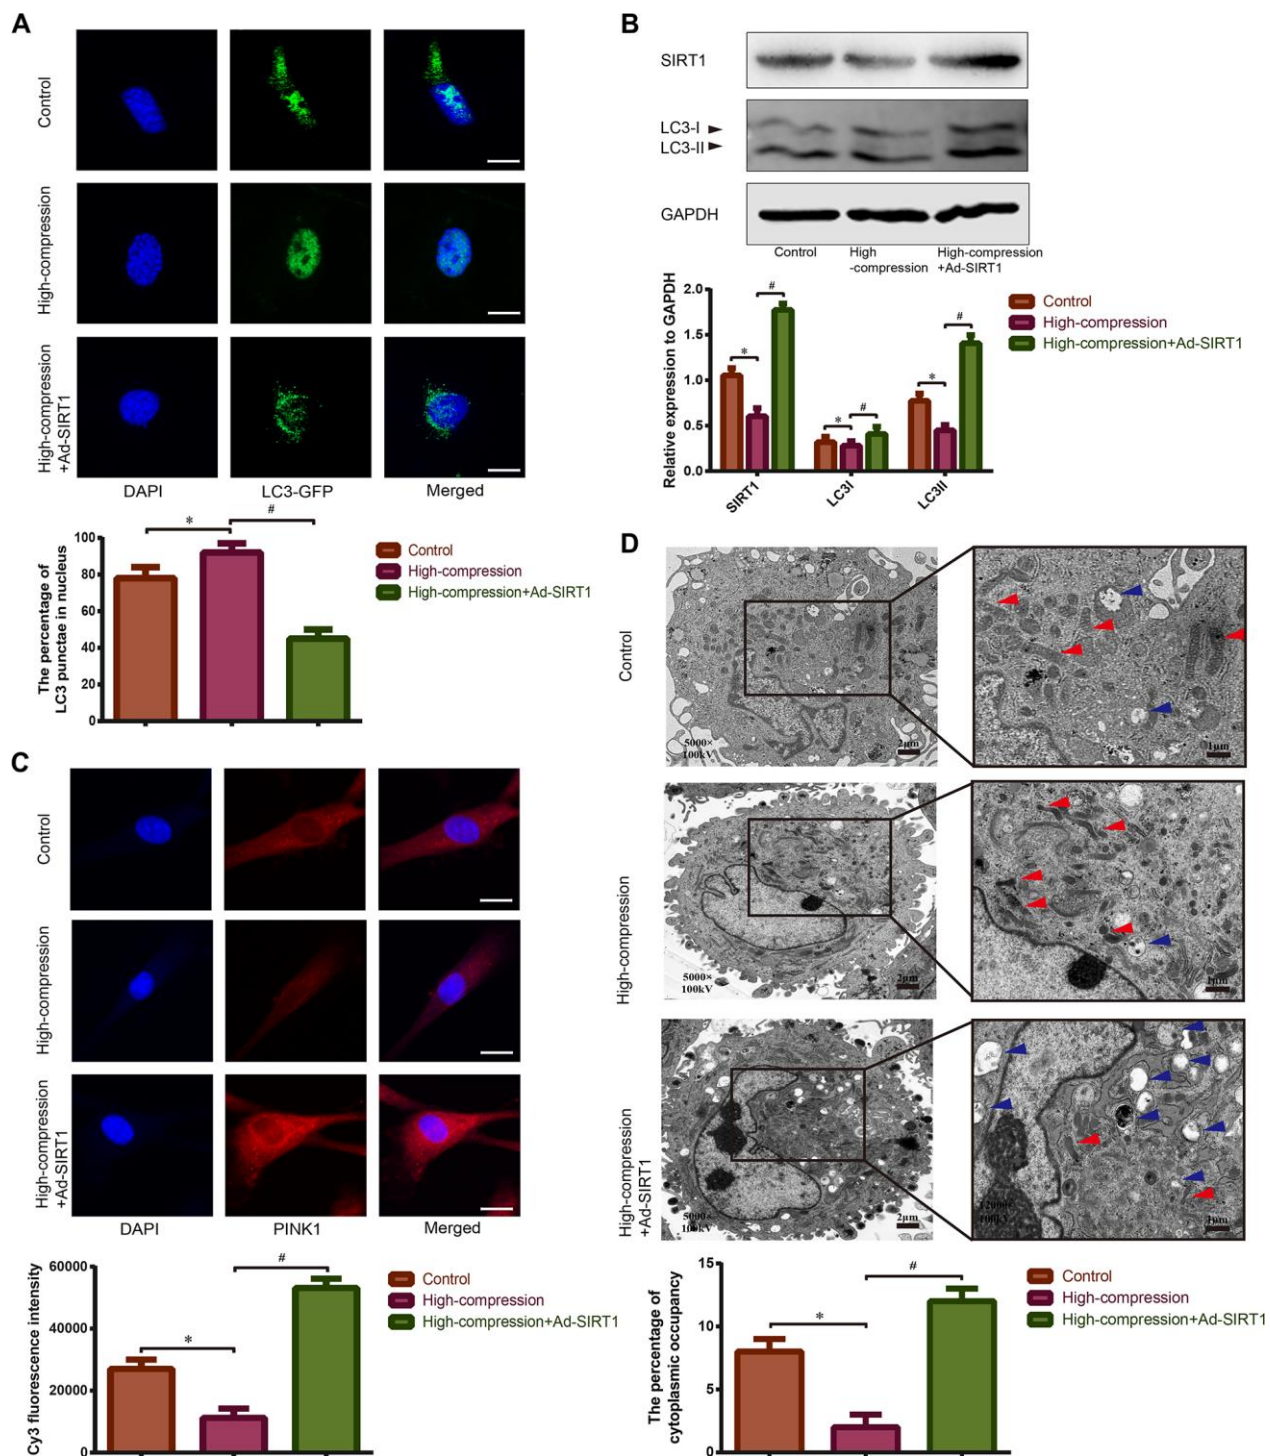 A
Control
High-compression
High-compression
+Ad-SIRT1
DAPI
LC3-GFP
Merged
The percentage of
LC3 punctae in nucleus
100
80
60
40
20
0
*
#
Control
High-compression
High-compression+Ad-SIRT1
B
SIRT1
LC3-I
LC3-II
GAPDH
Control
High
-compression
High-compression
+Ad-SIRT1
Relative expression to GAPDH
2.0
1.5
1.0
0.5
0.0
*
#
*
#
*
#
SIRT1
LC3I
LC3II
Control
High-compression
High-compression+Ad-SIRT1
C
Control
High-compression
High-compression
+Ad-SIRT1
DAPI
PINK1
Merged
Cy3 fluorescence intensity
60000
40000
20000
0
*
#
Control
High-compression
High-compression+Ad-SIRT1
D
Control
5000×
100kV
2μm
1μm
High-compression
5000×
100kV
2μm
1μm
High-compression
+Ad-SIRT1
5000×
100kV
2μm
12000×
100kV
1μm
The percentage of
cytoplasmic occupancy
15
10
5
0
*
#
Control
High-compression
High-compression+Ad-SIRT1